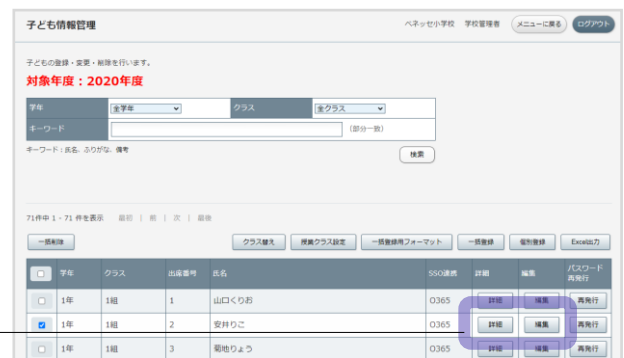 子ども情報管理 ベネッセ小学校 学校管理者 メニューに戻る ログアウト
子どもの登録・変更・削除を行います。
対象年度：2020年度
学年 全学年 クラス 全クラス
キーワード (部分一致)
キーワード：氏名、ふりがな、備考 検索
71件中 1 - 71 件を表示 最初 | 前 | 次 | 最後
一括削除 クラス替え 授業クラス設定 一括登録用フォーマット 一括登録 個別登録 Excel出力
学年 クラス 出席番号 氏名 SSO連携 詳細 編集 パスワード
再発行
1年 1組 1 山口くりお O365 詳細 編集 再発行
1年 1組 2 安井りこ O365 詳細 編集 再発行
1年 1組 3 菊地りょう O365 詳細 編集 再発行